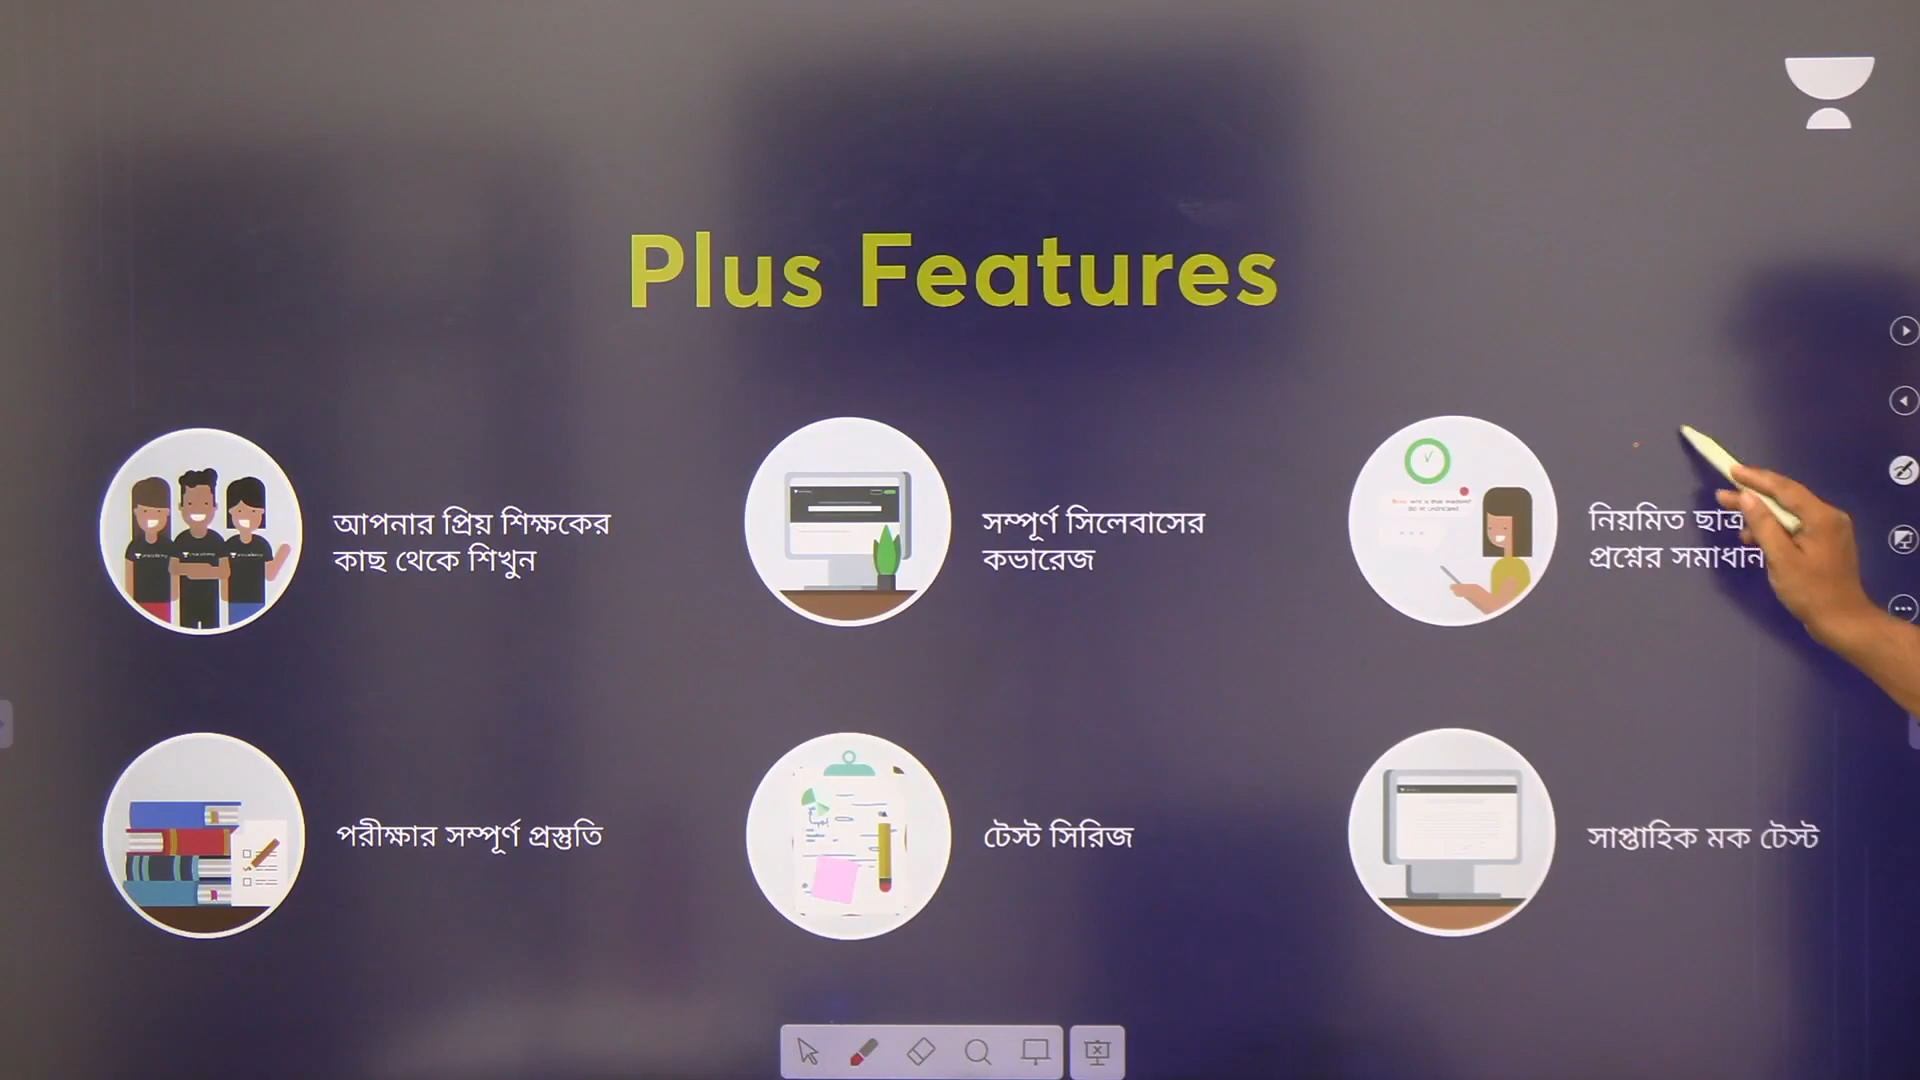 Plus Features
আপনার প্রিয় শিক্ষকের
কাছ থেকে শিখুন
সম্পূর্ণ সিলেবাসের
কভারেজ
নিয়মিত
প্রশ্নের সমাধান
পরীক্ষার সম্পূর্ণ প্রস্তুতি
টেস্ট সিরিজ
সাপ্তাহিক মক টেস্ট